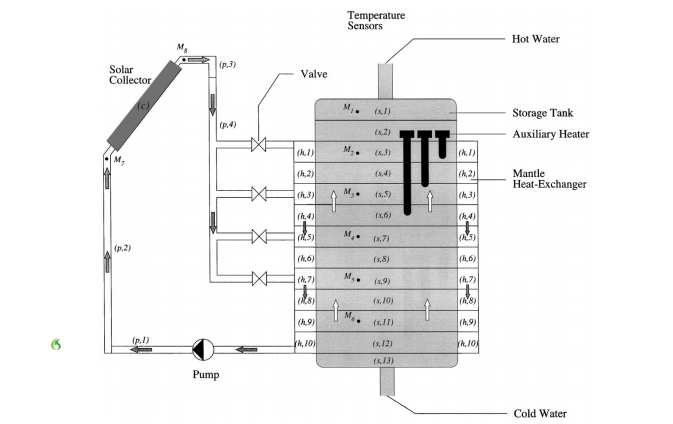 Temperature
Sensors
Hot Water
M8
(p,3)
Solar
Collector
Valve
(c)
M1
(s,1)
Storage Tank
(p,4)
(s,2)
Auxiliary Heater
M7
(h,1)
M2
(s,3)
(h,1)
(h,2)
(s,4)
(h,2)
Mantle
Heat-Exchanger
(h,3)
M3
(s,5)
(h,3)
(h,4)
(s,6)
(h,4)
(p,2)
(h,5)
M4
(s,7)
(h,5)
(h,6)
(s,8)
(h,6)
(h,7)
M5
(s,9)
(h,7)
(h,8)
(s,10)
(h,8)
(h,9)
M6
(s,11)
(h,9)
(p,1)
(h,10)
(s,12)
(h,10)
(s,13)
Pump
Cold Water